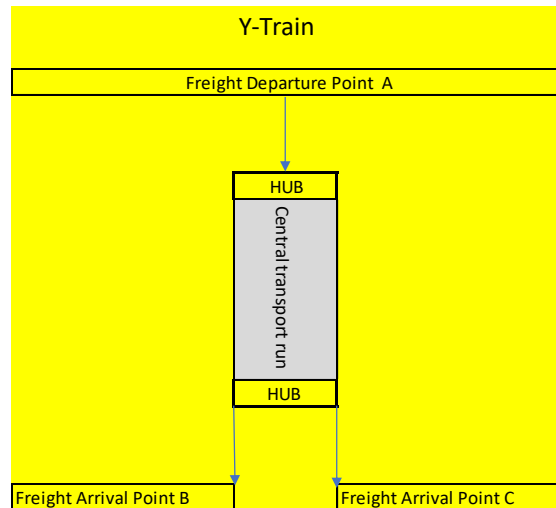 Y-Train
Freight Departure Point  A
HUB
Central transport run
HUB
Freight Arrival Point B
Freight Arrival Point C